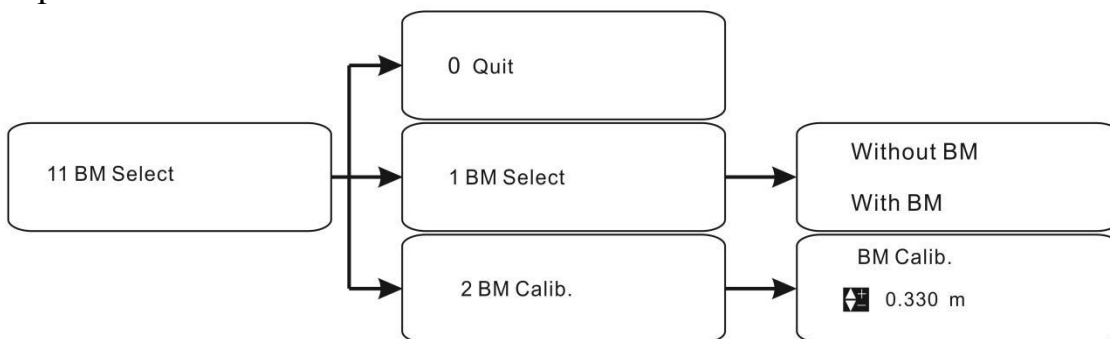 0 Quit
11 BM Select
1 BM Select
Without BM
With BM
2 BM Calib.
BM Calib.
0.330 m